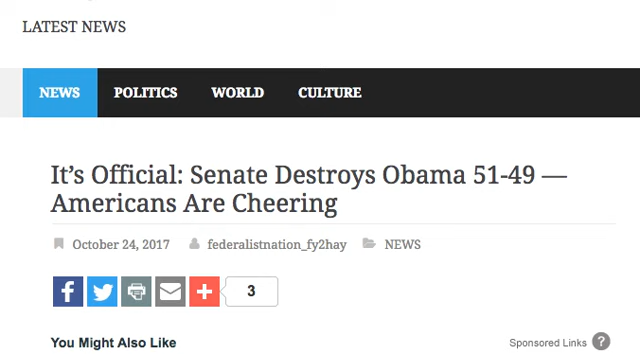 LATEST NEWS
NEWS POLITICS WORLD CULTURE
It's Official: Senate Destroys Obama 51-49 —
Americans Are Cheering
October 24, 2017 federalistnation_fy2hay NEWS
3
You Might Also Like Sponsored Links ?